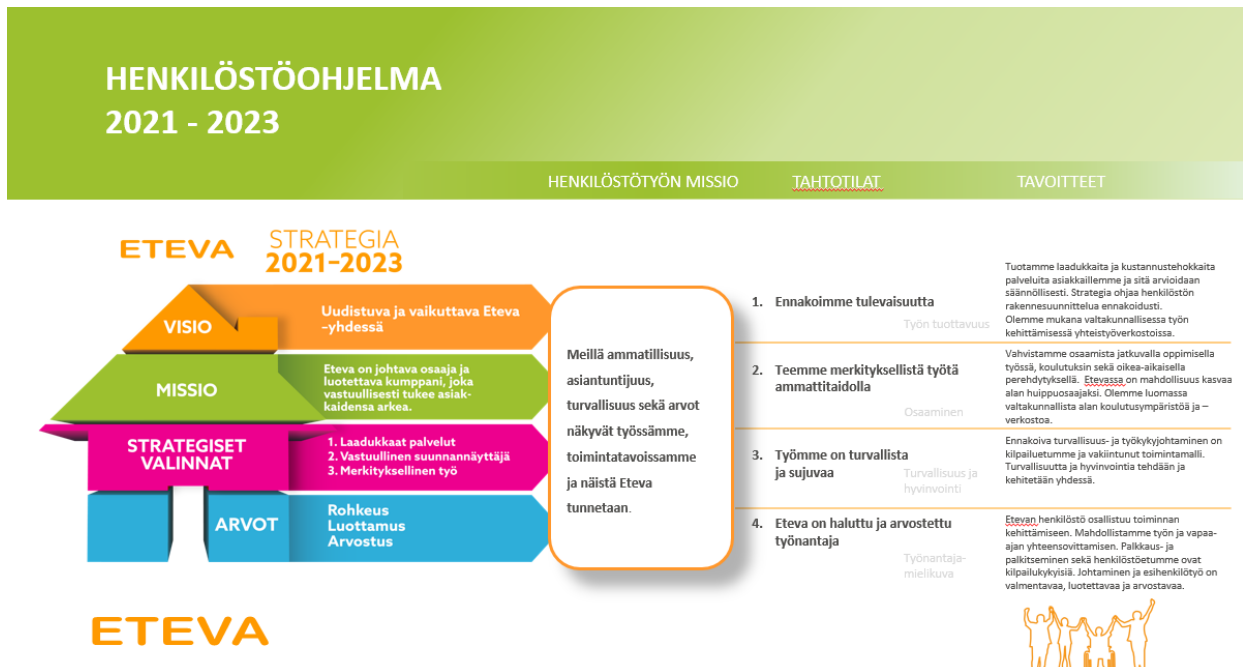 HENKILÖSTÖOHJELMA
2021 - 2023
HENKILÖSTÖTYÖN MISSIO
TAHTOTILAT
TAVOITTEET
ETEVA
STRATEGIA
2021–2023
VISIO
Uudistuva ja vaikuttava Eteva
–yhdessä
MISSIO
Eteva on johtava osaaja ja
luotettava kumppani, joka
vastuullisesti tukee asiak-
kaidensa arkea.
STRATEGISET
VALINNAT
1. Laadukkaat palvelut
2. Vastuullinen suunnannäyttäjä
3. Merkityksellinen työ
ARVOT
Rohkeus
Luottamus
Arvostus
Meillä ammatillisuus,
asiantuntijuus,
turvallisuus sekä arvot
näkyvät työssämme,
toimintatavoissamme
ja näistä Eteva
tunnetaan.
1. Ennakoimme tulevaisuutta
Työn tuottavuus
Tuotamme laadukkaita ja kustannustehokkaita
palveluita asiakkaillemme ja sitä arvioidaan
säännöllisesti. Strategia ohjaa henkilöstön
rakennesuunnittelua ennakoidusti.
Olemme mukana valtakunnallisessa työn
kehittämisessä yhteistyöverkostoissa.
2. Teemme merkityksellistä työtä
ammattitaidolla
Osaaminen
Vahvistamme osaamista jatkuvalla oppimisella
työssä, koulutuksin sekä oikea-aikaisella
perehdytyksellä. Etevassa on mahdollisuus kasvaa
alan huippuosaajaksi. Olemme luomassa
valtakunnallista alan koulutusympäristöä ja –
verkostoa.
3. Työmme on turvallista
ja sujuvaa
Turvallisuus ja
hyvinvointi
Ennakoiva turvallisuus- ja työkykyjohtaminen on
kilpailuetumme ja vakiintunut toimintamalli.
Turvallisuutta ja hyvinvointia tehdään ja
kehitetään yhdessä.
4. Eteva on haluttu ja arvostettu
työnantaja
Työnantaja-
mielikuva
Etevan henkilöstö osallistuu toiminnan
kehittämiseen. Mahdollistamme työn ja vapaa-
ajan yhteensovittamisen. Palkkaus- ja
palkitseminen sekä henkilöstöetumme ovat
kilpailukykyisiä. Johtaminen ja esihenkilötyö on
valmentavaa, luotettavaa ja arvostavaa.
ETEVA